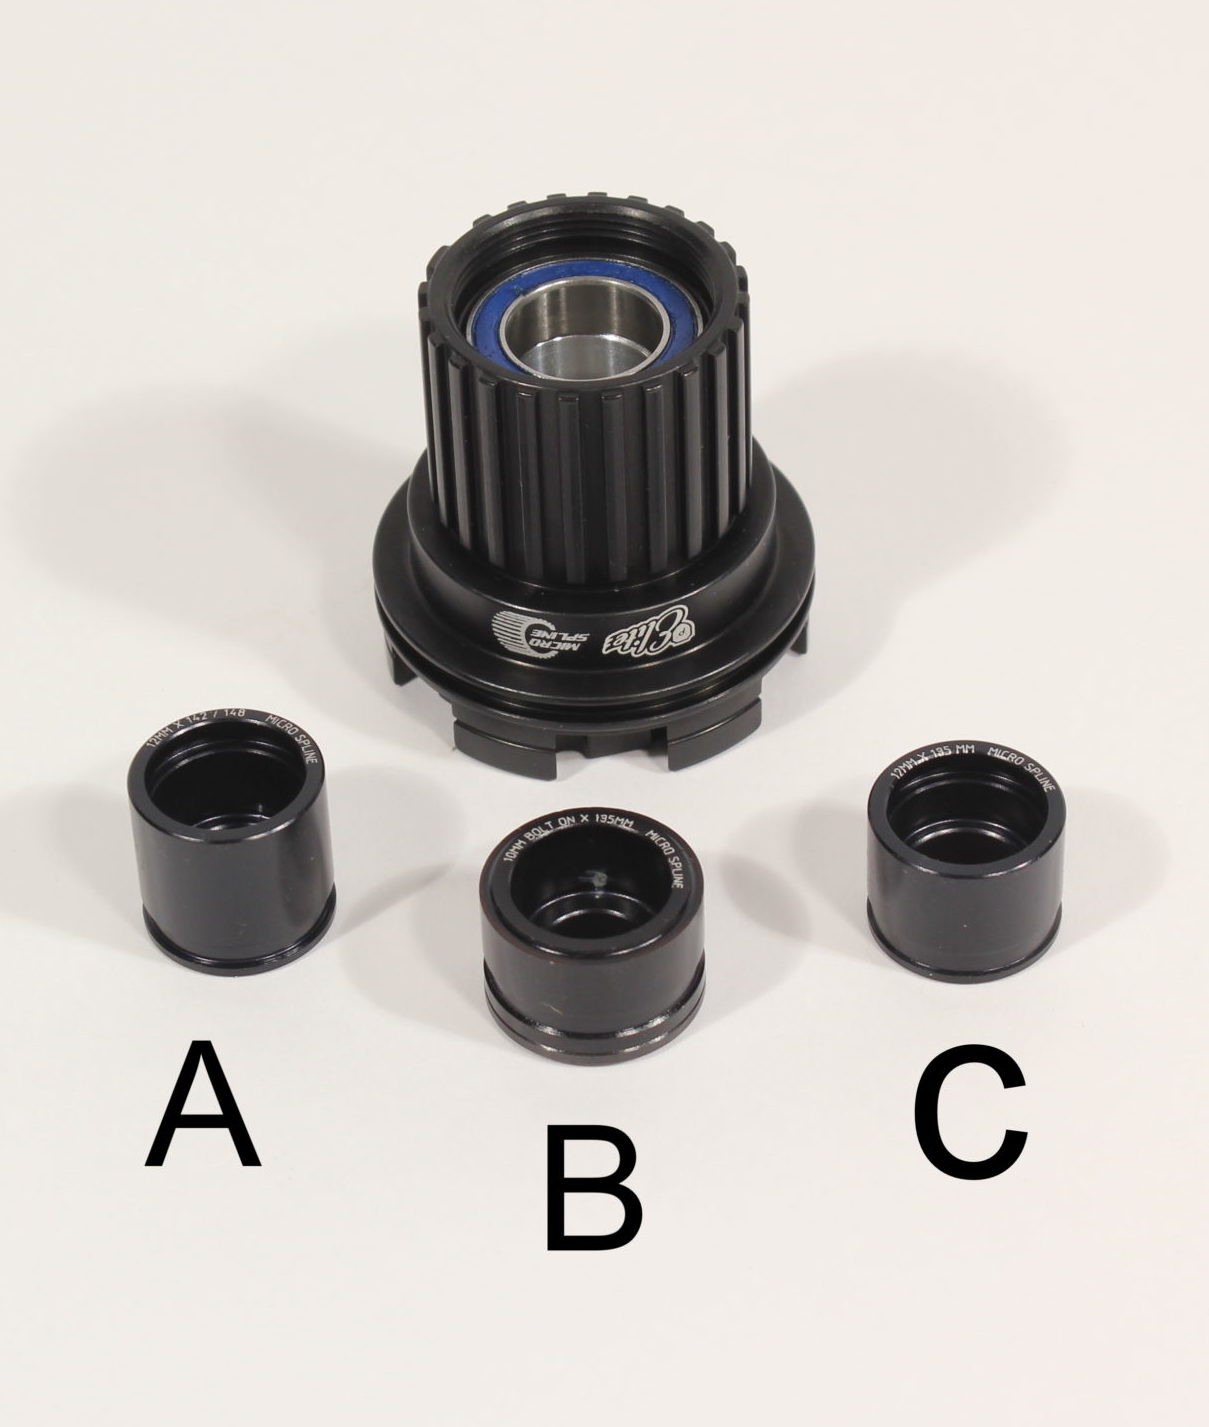 MICRO
SPLINE
Elite
12MM X 142 / 148 MICRO SPLINE
10MM BOLT ON X 135MM MICRO SPLINE
12MM X 135 MM MICRO SPLINE
A
B
C